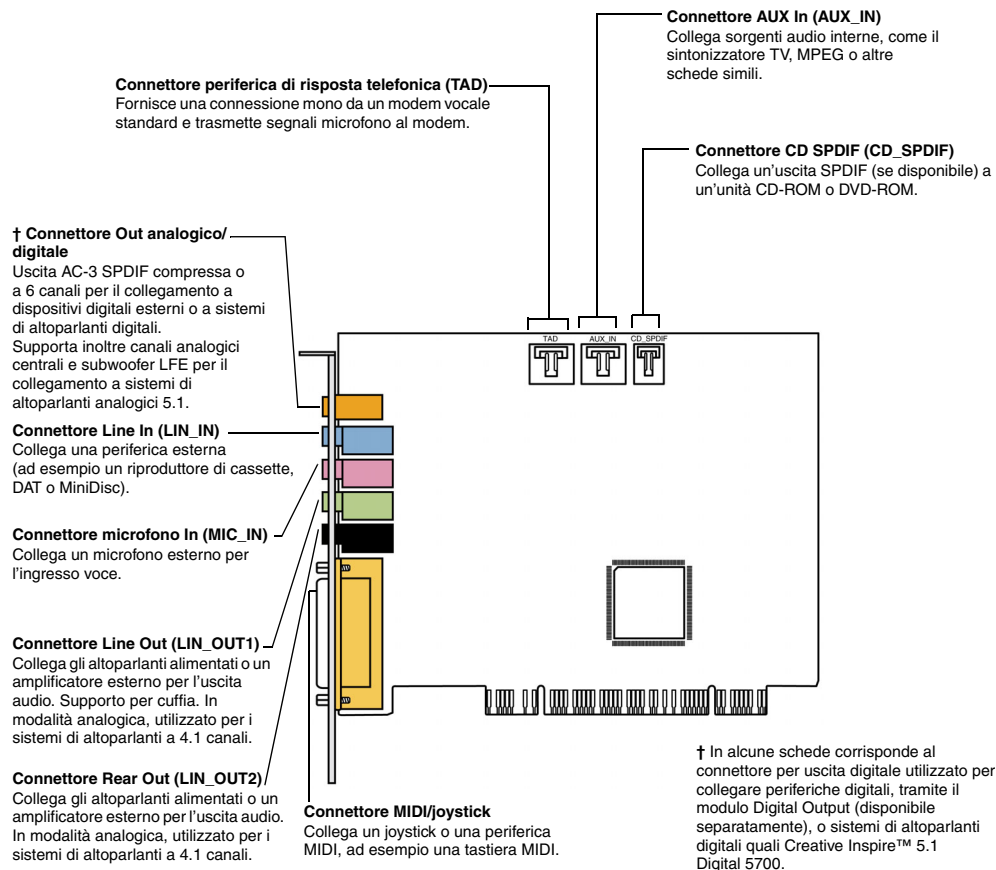 Connettore AUX In (AUX_IN)
Collega sorgenti audio interne, come il
sintonizzatore TV, MPEG o altre
schede simili.
Connettore periferica di risposta telefonica (TAD)
Fornisce una connessione mono da un modem vocale
standard e trasmette segnali microfono al modem.
Connettore CD SPDIF (CD_SPDIF)
Collega un'uscita SPDIF (se disponibile) a
un'unità CD-ROM o DVD-ROM.
† Connettore Out analogico/
digitale
Uscita AC-3 SPDIF compressa o
a 6 canali per il collegamento a
dispositivi digitali esterni o a sistemi
di altoparlanti digitali.
Supporta inoltre canali analogici
centrali e subwoofer LFE per il
collegamento a sistemi di
altoparlanti analogici 5.1.
TAD
AUX_IN
CD_SPDIF
Connettore Line In (LIN_IN)
Collega una periferica esterna
(ad esempio un riproduttore di cassette,
DAT o MiniDisc).
Connettore microfono In (MIC_IN)
Collega un microfono esterno per
l'ingresso voce.
Connettore Line Out (LIN_OUT1)
Collega gli altoparlanti alimentati o un
amplificatore esterno per l'uscita
audio. Supporto per cuffia. In
modalità analogica, utilizzato per i
sistemi di altoparlanti a 4.1 canali.
Connettore Rear Out (LIN_OUT2)
Collega gli altoparlanti alimentati o un
amplificatore esterno per l'uscita audio.
In modalità analogica, utilizzato per i
sistemi di altoparlanti a 4.1 canali.
Connettore MIDI/joystick
Collega un joystick o una periferica
MIDI, ad esempio una tastiera MIDI.
† In alcune schede corrisponde al
connettore per uscita digitale utilizzato per
collegare periferiche digitali, tramite il
modulo Digital Output (disponibile
separatamente), o sistemi di altoparlanti
digitali quali Creative Inspire™ 5.1
Digital 5700.